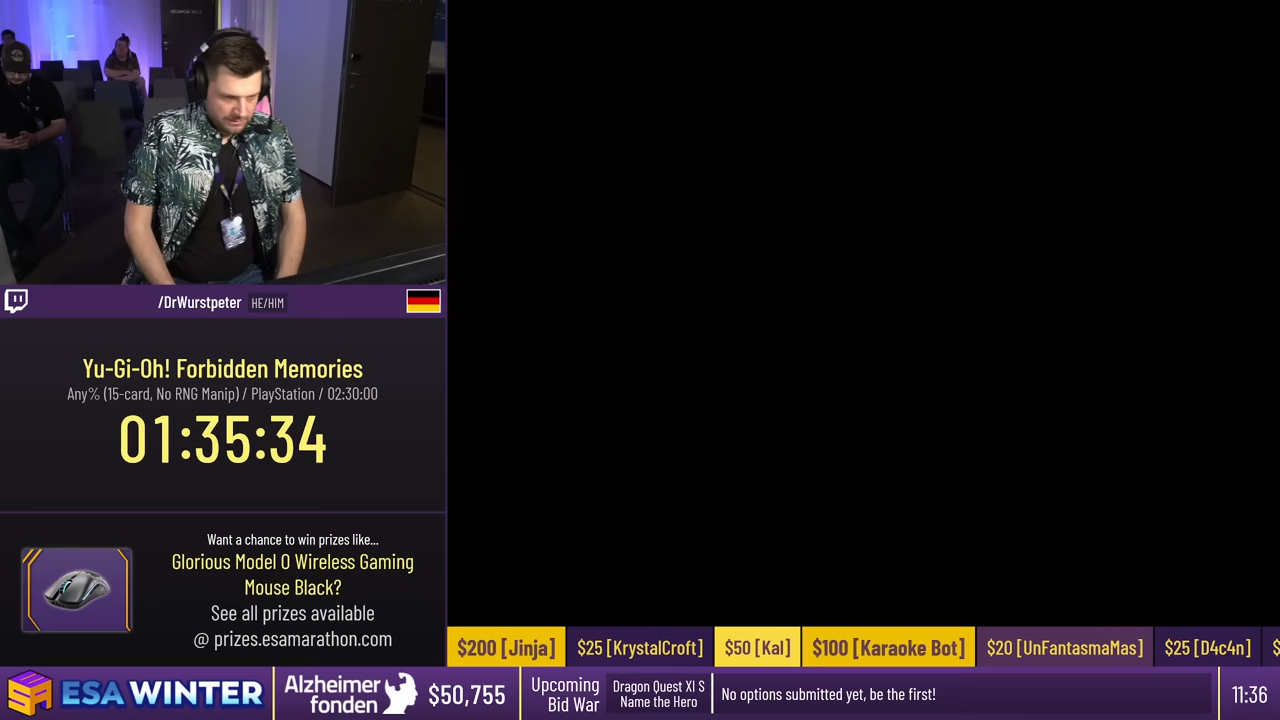 /DrWurstpeter HE/HIM
Yu-Gi-Oh! Forbidden Memories
Any% (15-card, No RNG Manip) / PlayStation / 02:30:00
01:35:34
Want a chance to win prizes like...
Glorious Model O Wireless Gaming
Mouse Black?
See all prizes available
@ prizes.esamarathon.com
$200 [Jinja] $25 [KrystalCroft] $50 [Kal] $100 [Karaoke Bot] $20 [UnFantasmaMas] $25 [D4c4n] $
ESA WINTER
Alzheimer
fonden
$50,755
Upcoming
Bid War
Dragon Quest XI S
Name the Hero
No options submitted yet, be the first!
11:36